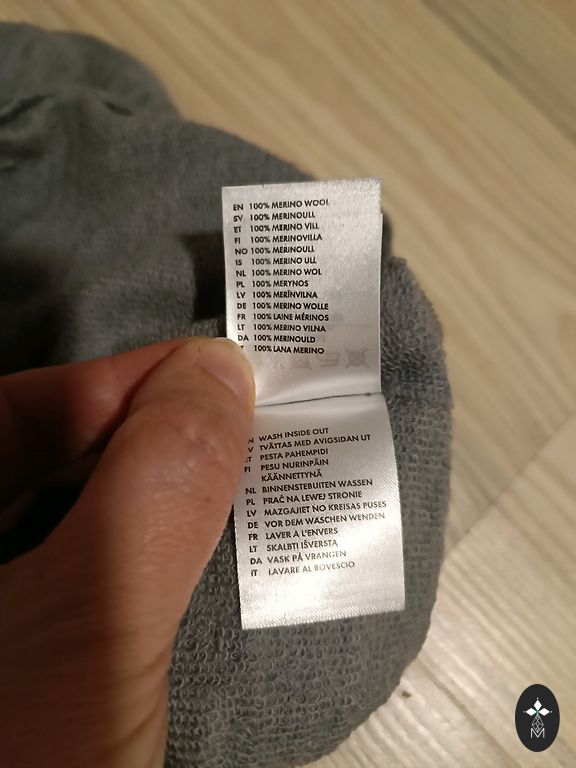 EN 100% MERINO WOOL
SV 100% MERINOULL
ET 100% MERINO VILL
FI 100% MERINOVILLA
NO 100% MERINOULL
IS 100% MERINO ULL
NL 100% MERINO WOL
PL 100% MERYNOS
LV 100% MERĪNVILNA
DE 100% MERINO WOLLE
FR 100% LAINE MÉRINOS
LT 100% MERINO VILNA
DA 100% MERINOULD
100% LANA MERINO
N WASH INSIDE OUT
V TVÄTTAS MED AVIGSIDAN UT
ET PESTA PAHEMPIDI
FI PESU NURINPÄIN
KÄÄNNETTYNÄ
NL BINNENSTEBUITEN WASSEN
PL PRAĆ NA LEWEJ STRONIE
LV MAZGAJIET NO KREISAS PUSES
DE VOR DEM WASCHEN WENDEN
FR LAVER A L'ENVERS
LT SKALBTI IŠVERSTĄ
DA VASK PÅ VRANGEN
IT LAVARE AL ROVESCIO
M